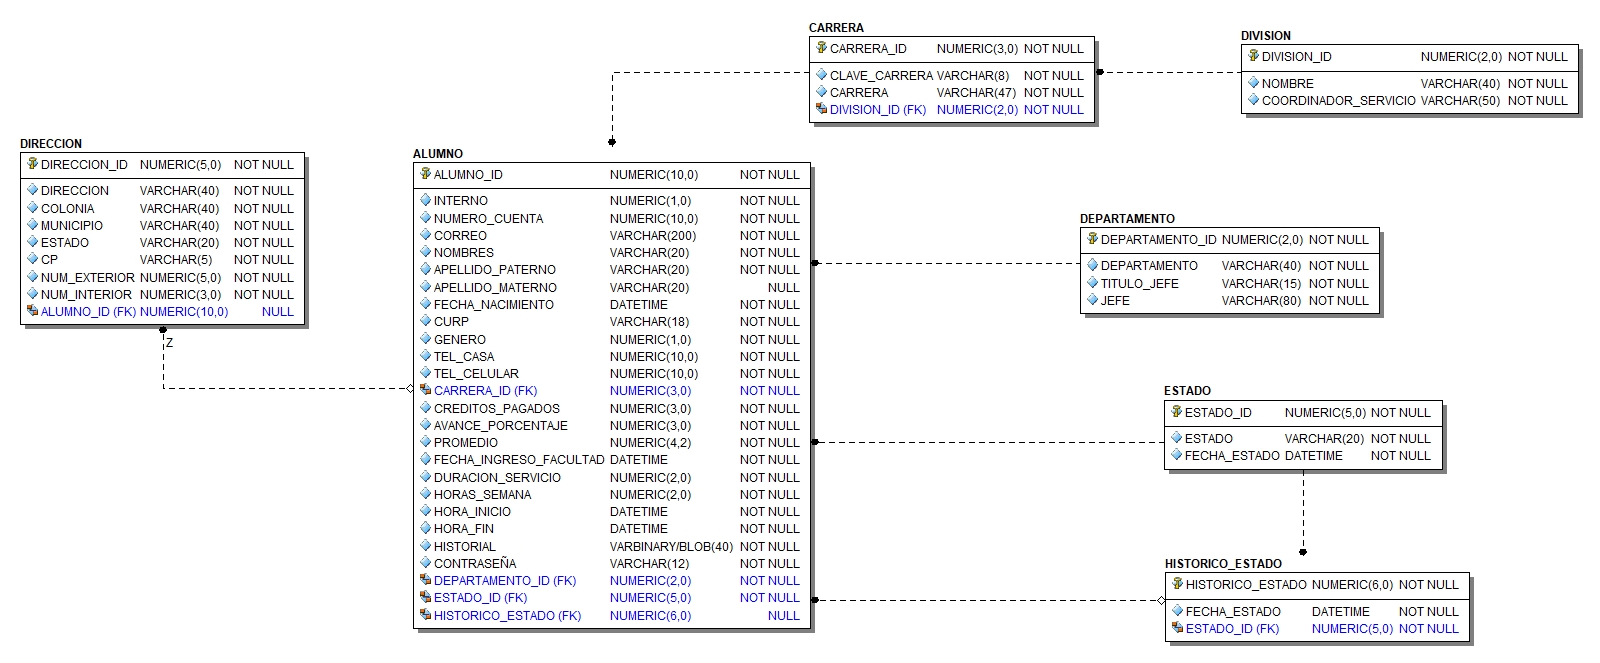 CARRERA
CARRERA_ID NUMERIC(3,0) NOT NULL
CLAVE_CARRERA VARCHAR(8) NOT NULL
CARRERA VARCHAR(47) NOT NULL
DIVISION_ID (FK) NUMERIC(2,0) NOT NULL
DIVISION
DIVISION_ID NUMERIC(2,0) NOT NULL
NOMBRE VARCHAR(40) NOT NULL
COORDINADOR_SERVICIO VARCHAR(50) NOT NULL
DIRECCION
DIRECCION_ID NUMERIC(5,0) NOT NULL
DIRECCION VARCHAR(40) NOT NULL
COLONIA VARCHAR(40) NOT NULL
MUNICIPIO VARCHAR(40) NOT NULL
ESTADO VARCHAR(20) NOT NULL
CP VARCHAR(5) NOT NULL
NUM_EXTERIOR NUMERIC(5,0) NOT NULL
NUM_INTERIOR NUMERIC(3,0) NOT NULL
ALUMNO_ID (FK) NUMERIC(10,0) NULL
Z
ALUMNO
ALUMNO_ID NUMERIC(10,0) NOT NULL
INTERNO NUMERIC(1,0) NOT NULL
NUMERO_CUENTA NUMERIC(10,0) NOT NULL
CORREO VARCHAR(200) NOT NULL
NOMBRES VARCHAR(20) NOT NULL
APELLIDO_PATERNO VARCHAR(20) NOT NULL
APELLIDO_MATERNO VARCHAR(20) NULL
FECHA_NACIMIENTO DATETIME NOT NULL
CURP VARCHAR(18) NOT NULL
GENERO NUMERIC(1,0) NOT NULL
TEL_CASA NUMERIC(10,0) NOT NULL
TEL_CELULAR NUMERIC(10,0) NOT NULL
CARRERA_ID (FK) NUMERIC(3,0) NOT NULL
CREDITOS_PAGADOS NUMERIC(3,0) NOT NULL
AVANCE_PORCENTAJE NUMERIC(3,0) NOT NULL
PROMEDIO NUMERIC(4,2) NOT NULL
FECHA_INGRESO_FACULTAD DATETIME NOT NULL
DURACION_SERVICIO NUMERIC(2,0) NOT NULL
HORAS_SEMANA NUMERIC(2,0) NOT NULL
HORA_INICIO DATETIME NOT NULL
HORA_FIN DATETIME NOT NULL
HISTORIAL VARBINARY/BLOB(40) NOT NULL
CONTRASEÑA VARCHAR(12) NOT NULL
DEPARTAMENTO_ID (FK) NUMERIC(2,0) NOT NULL
ESTADO_ID (FK) NUMERIC(5,0) NOT NULL
HISTORICO_ESTADO (FK) NUMERIC(6,0) NULL
DEPARTAMENTO
DEPARTAMENTO_ID NUMERIC(2,0) NOT NULL
DEPARTAMENTO VARCHAR(40) NOT NULL
TITULO_JEFE VARCHAR(15) NOT NULL
JEFE VARCHAR(80) NOT NULL
ESTADO
ESTADO_ID NUMERIC(5,0) NOT NULL
ESTADO VARCHAR(20) NOT NULL
FECHA_ESTADO DATETIME NOT NULL
HISTORICO_ESTADO
HISTORICO_ESTADO NUMERIC(6,0) NOT NULL
FECHA_ESTADO DATETIME NOT NULL
ESTADO_ID (FK) NUMERIC(5,0) NOT NULL